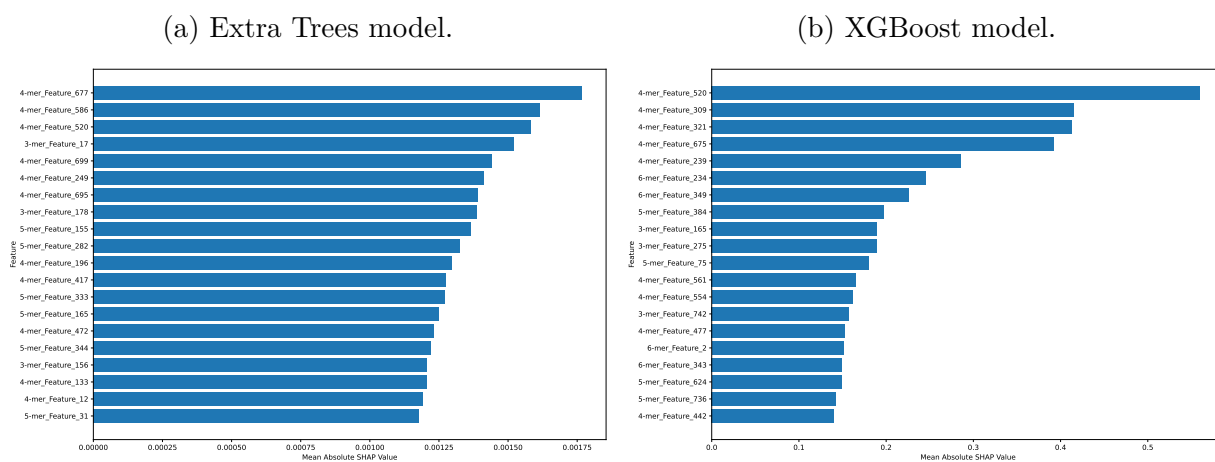 (a) Extra Trees model.
4-mer_Feature_677
4-mer_Feature_586
4-mer_Feature_520
3-mer_Feature_17
4-mer_Feature_699
4-mer_Feature_249
4-mer_Feature_695
3-mer_Feature_178
5-mer_Feature_155
5-mer_Feature_282
4-mer_Feature_196
4-mer_Feature_417
5-mer_Feature_333
5-mer_Feature_165
4-mer_Feature_472
5-mer_Feature_344
3-mer_Feature_156
4-mer_Feature_133
4-mer_Feature_12
5-mer_Feature_31
Feature
0.00000 0.00025 0.00050 0.00075 0.00100 0.00125 0.00150 0.00175
Mean Absolute SHAP Value
(b) XGBoost model.
4-mer_Feature_520
4-mer_Feature_309
4-mer_Feature_321
4-mer_Feature_675
4-mer_Feature_239
6-mer_Feature_234
6-mer_Feature_349
5-mer_Feature_384
3-mer_Feature_165
3-mer_Feature_275
5-mer_Feature_75
4-mer_Feature_561
4-mer_Feature_554
3-mer_Feature_742
4-mer_Feature_477
6-mer_Feature_2
6-mer_Feature_343
5-mer_Feature_624
5-mer_Feature_736
4-mer_Feature_442
Feature
0.0 0.1 0.2 0.3 0.4 0.5
Mean Absolute SHAP Value